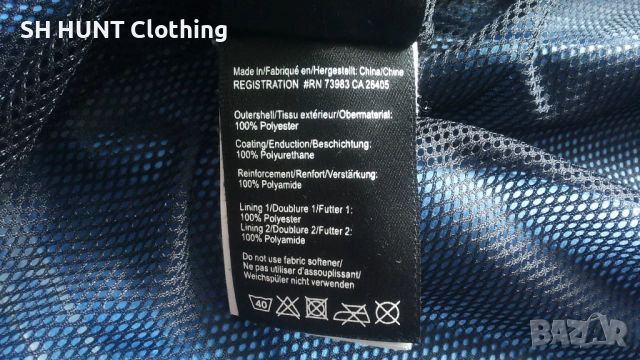 SH HUNT Clothing
Made in/Fabriqué en/Hergestellt: China/Chine
REGISTRATION #RN 73983 CA 26405
Outershell/Tissu extérieur/Obermaterial:
100% Polyester
Coating/Enduction/Beschichtung:
100% Polyurethane
Reinforcement/Renfort/Verstärkung:
100% Polyamide
Lining 1/Doublure 1/Futter 1:
100% Polyester
Lining 2/Doublure 2/Futter 2:
100% Polyamide
Do not use fabric softener/
Ne pas utiliser d'assouplissant/
Weichspüler nicht verwenden
40
BAZAR